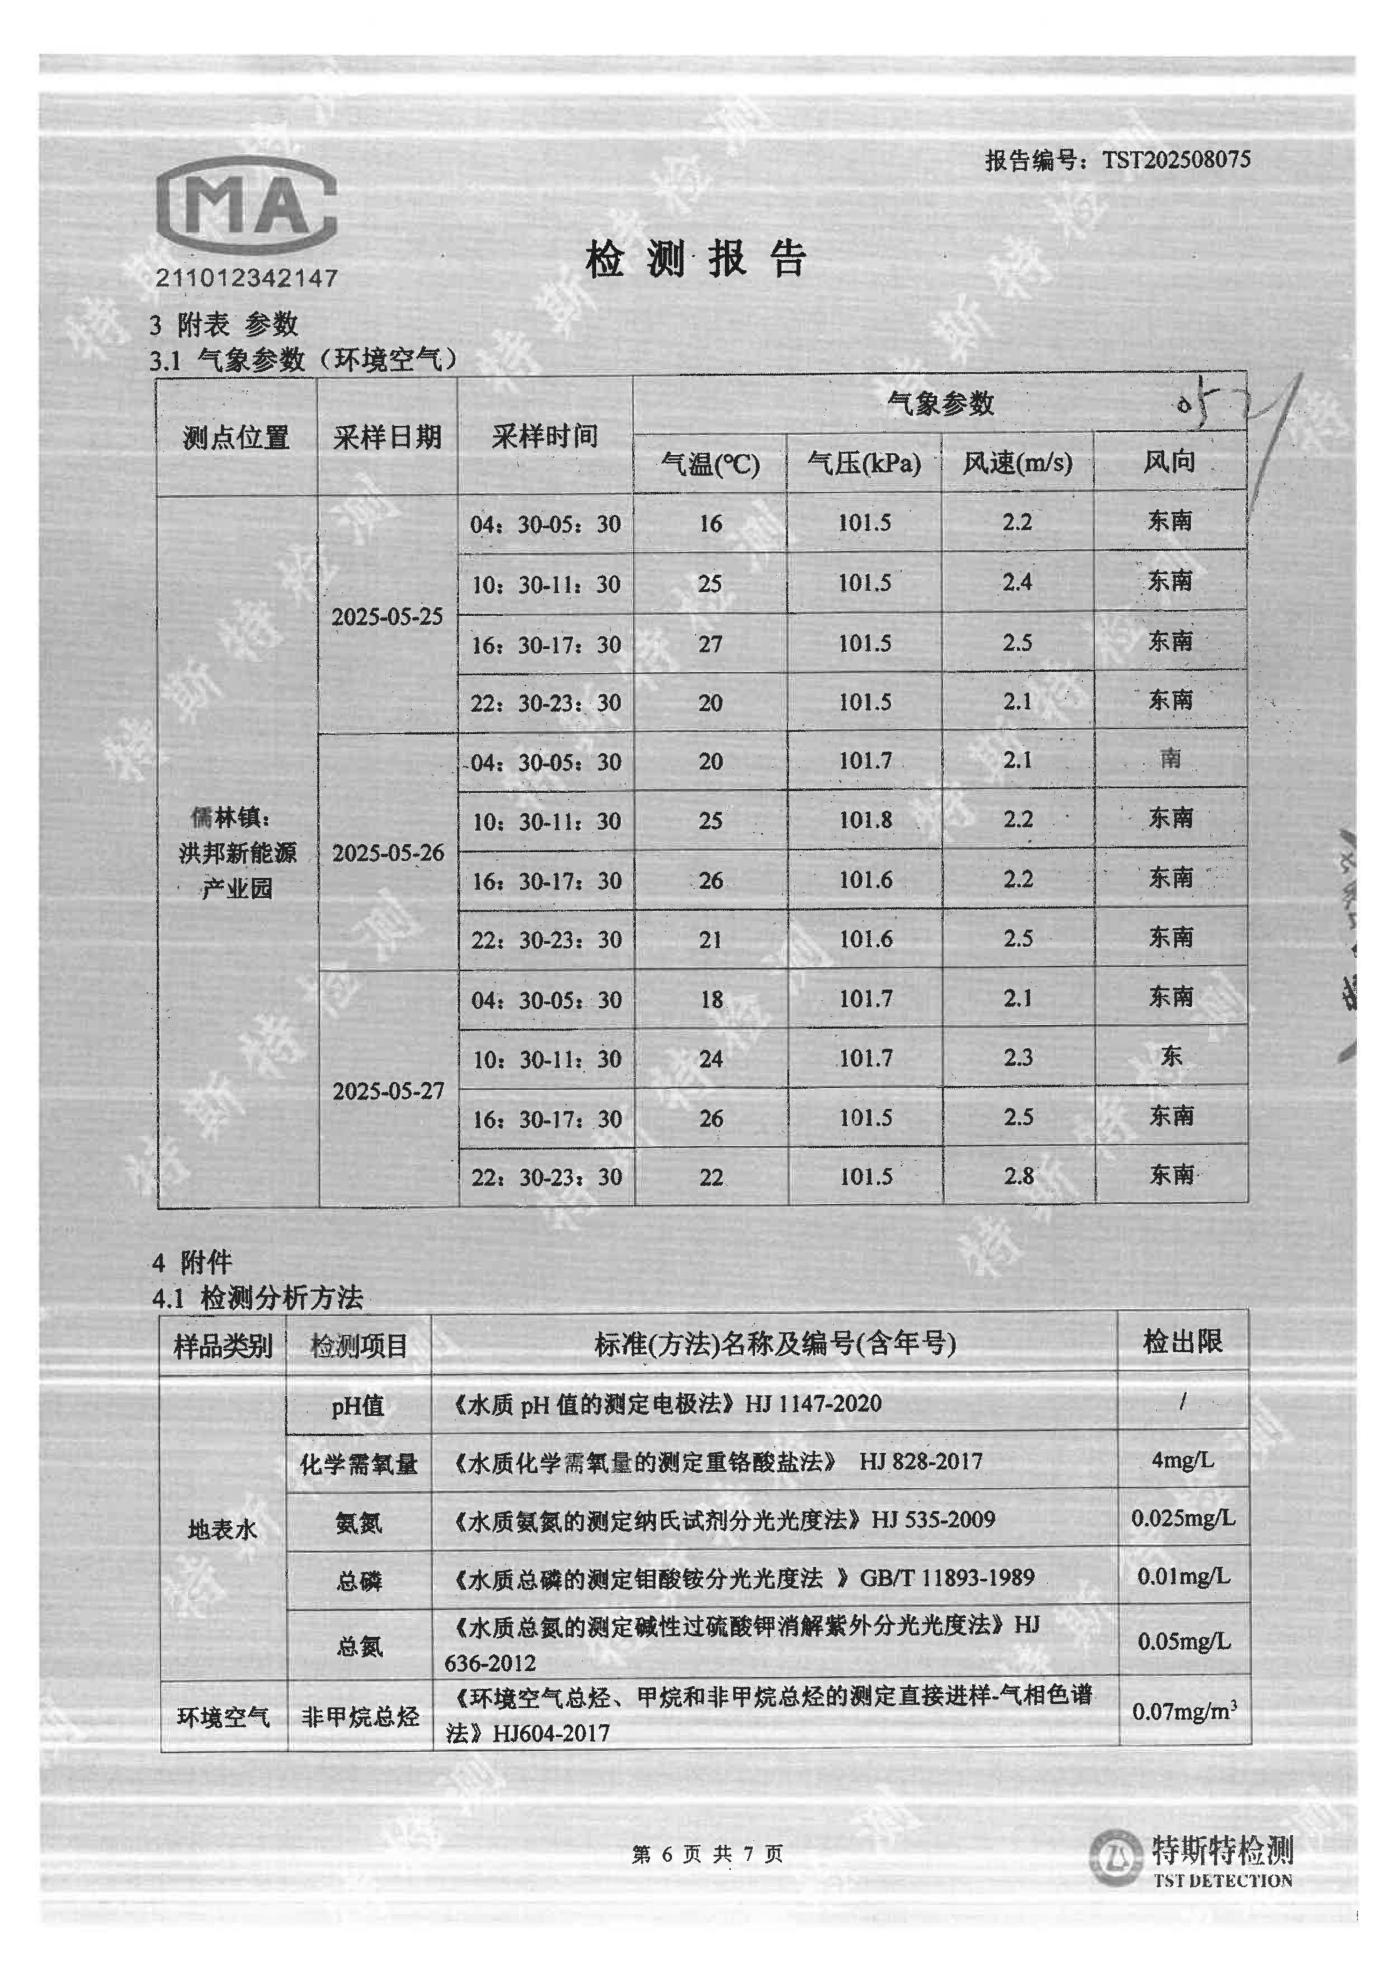 报告编号：TST202508075
MA
211012342147
检测报告
3 附表 参数
3.1 气象参数（环境空气）
测点位置 采样日期 采样时间 气象参数
气温(℃) 气压(kPa) 风速(m/s) 风向
儒林镇：
洪邦新能源
产业园
2025-05-25
04：30-05：30 16 101.5 2.2 东南
10：30-11：30 25 101.5 2.4 东南
16：30-17：30 27 101.5 2.5 东南
22：30-23：30 20 101.5 2.1 东南
2025-05-26
04：30-05：30 20 101.7 2.1 南
10：30-11：30 25 101.8 2.2 东南
16：30-17：30 26 101.6 2.2 东南
22：30-23：30 21 101.6 2.5 东南
2025-05-27
04：30-05：30 18 101.7 2.1 东南
10：30-11：30 24 101.7 2.3 东
16：30-17：30 26 101.5 2.5 东南
22：30-23：30 22 101.5 2.8 东南
4 附件
4.1 检测分析方法
样品类别 检测项目 标准(方法)名称及编号(含年号) 检出限
地表水
pH值 《水质 pH 值的测定电极法》HJ 1147-2020 /
化学需氧量 《水质化学需氧量的测定重铬酸盐法》 HJ 828-2017 4mg/L
氨氮 《水质氨氮的测定纳氏试剂分光光度法》HJ 535-2009 0.025mg/L
总磷 《水质总磷的测定钼酸铵分光光度法 》GB/T 11893-1989 0.01mg/L
总氮 《水质总氮的测定碱性过硫酸钾消解紫外分光光度法》HJ
636-2012 0.05mg/L
环境空气 非甲烷总烃 《环境空气总烃、甲烷和非甲烷总烃的测定直接进样-气相色谱
法》HJ604-2017 0.07mg/m³
第 6 页 共 7 页
特斯特检测
TST DETECTION